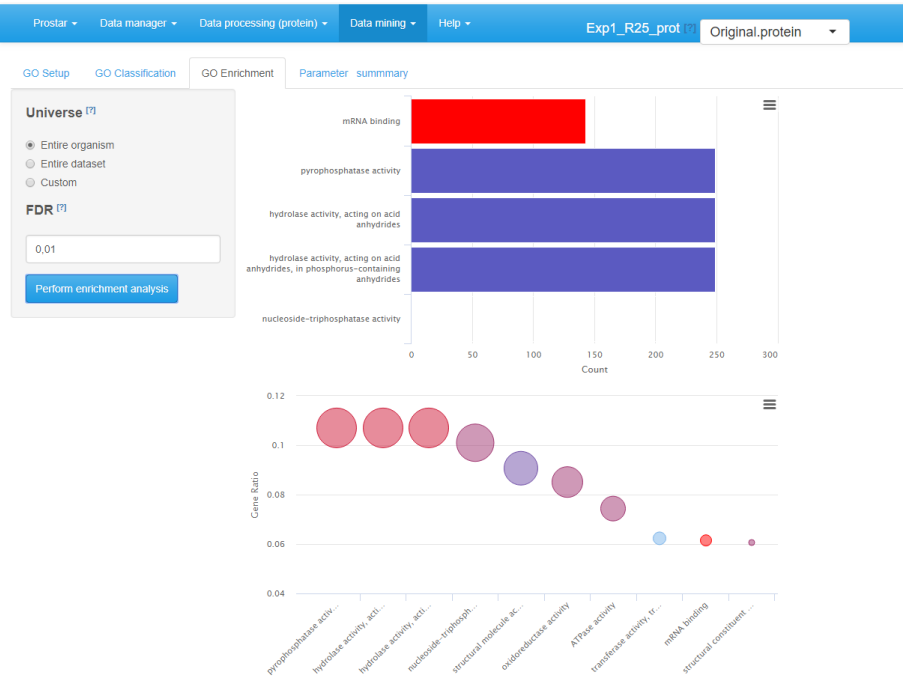 Prostar Data manager Data processing (protein) Data mining Help Exp1_R25_prot [?] Original.protein
GO Setup GO Classification GO Enrichment Parameter summmary
Universe [?]
Entire organism
Entire dataset
Custom
FDR [?]
0,01
Perform enrichment analysis
mRNA binding
pyrophosphatase activity
hydrolase activity, acting on acid
anhydrides
hydrolase activity, acting on acid
anhydrides, in phosphorus-containing
anhydrides
nucleoside-triphosphatase activity
0 50 100 150 200 250 300
Count
0.12
0.1
0.08
0.06
0.04
Gene Ratio
pyrophosphatase activ...
hydrolase activity, acti...
hydrolase activity, acti...
nucleoside-triphosph...
structural molecule ac...
oxidoreductase activity
ATPase activity
transferase activity, tr...
mRNA binding
structural constituent ...